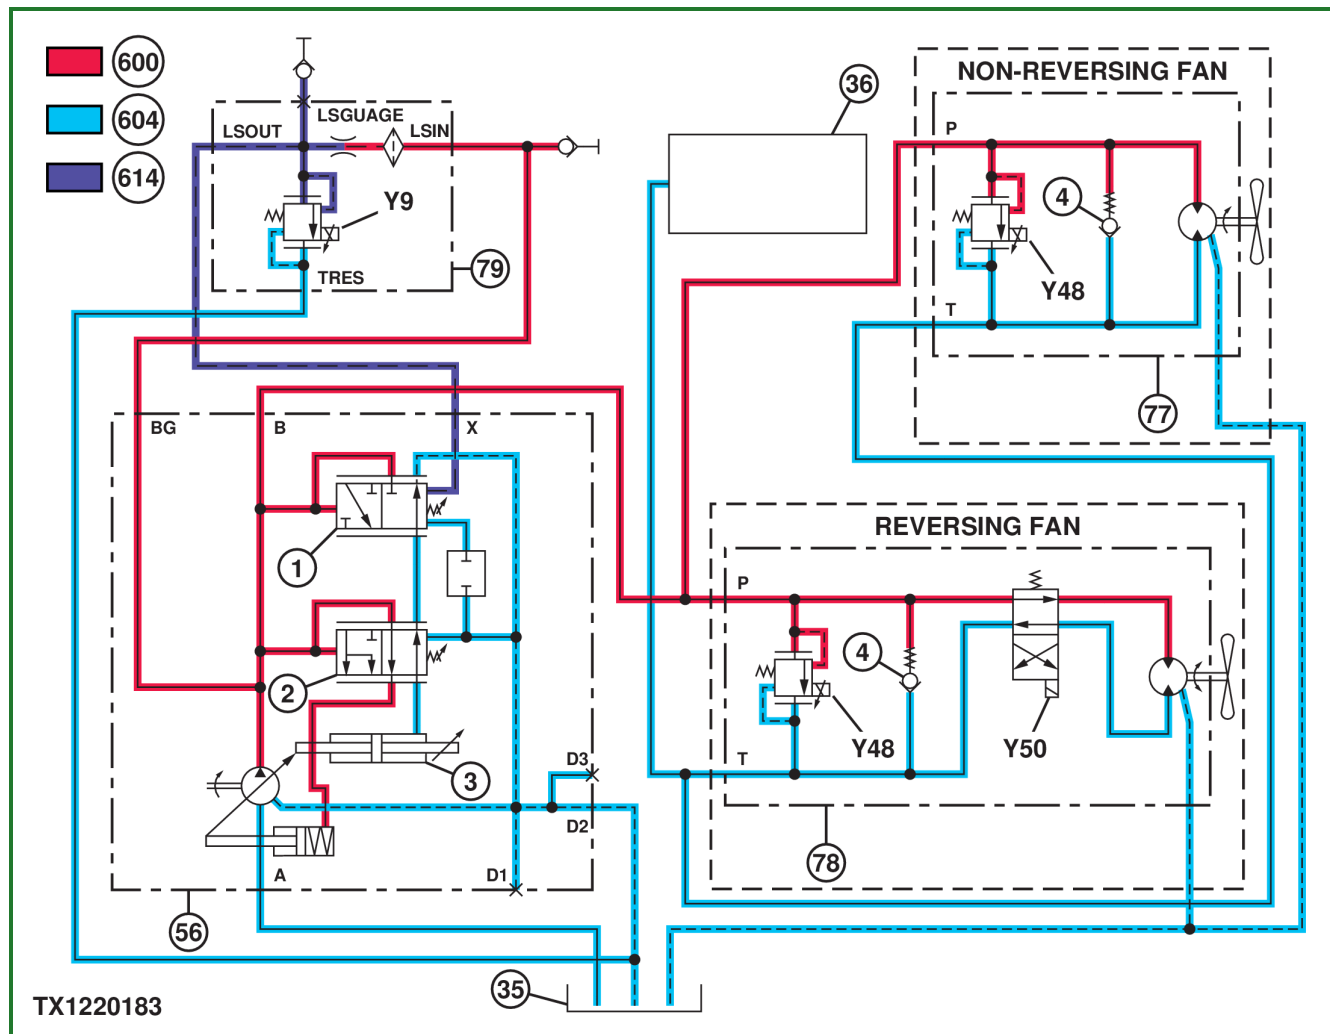 600
604
614
LSGUAGE
LSOUT
LSIN
Y9
TRES
79
36
NON-REVERSING FAN
P
4
Y48
T
77
BG
B
X
1
2
3
D3
D2
A
D1
56
REVERSING FAN
P
4
Y48
Y50
T
78
35
TX1220183